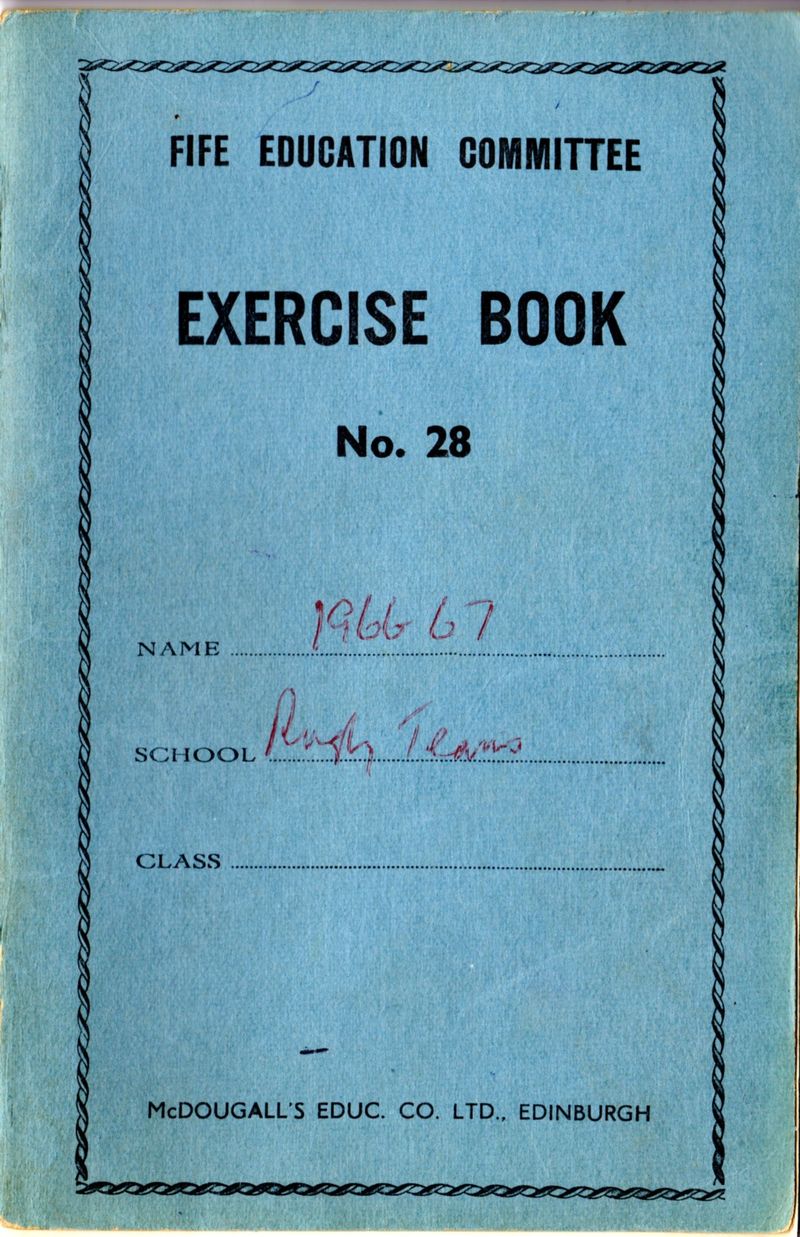 FIFE EDUCATION COMMITTEE
EXERCISE BOOK
No. 28
NAME 1966 67
SCHOOL Rugby Teams
CLASS
McDOUGALL'S EDUC. CO. LTD., EDINBURGH